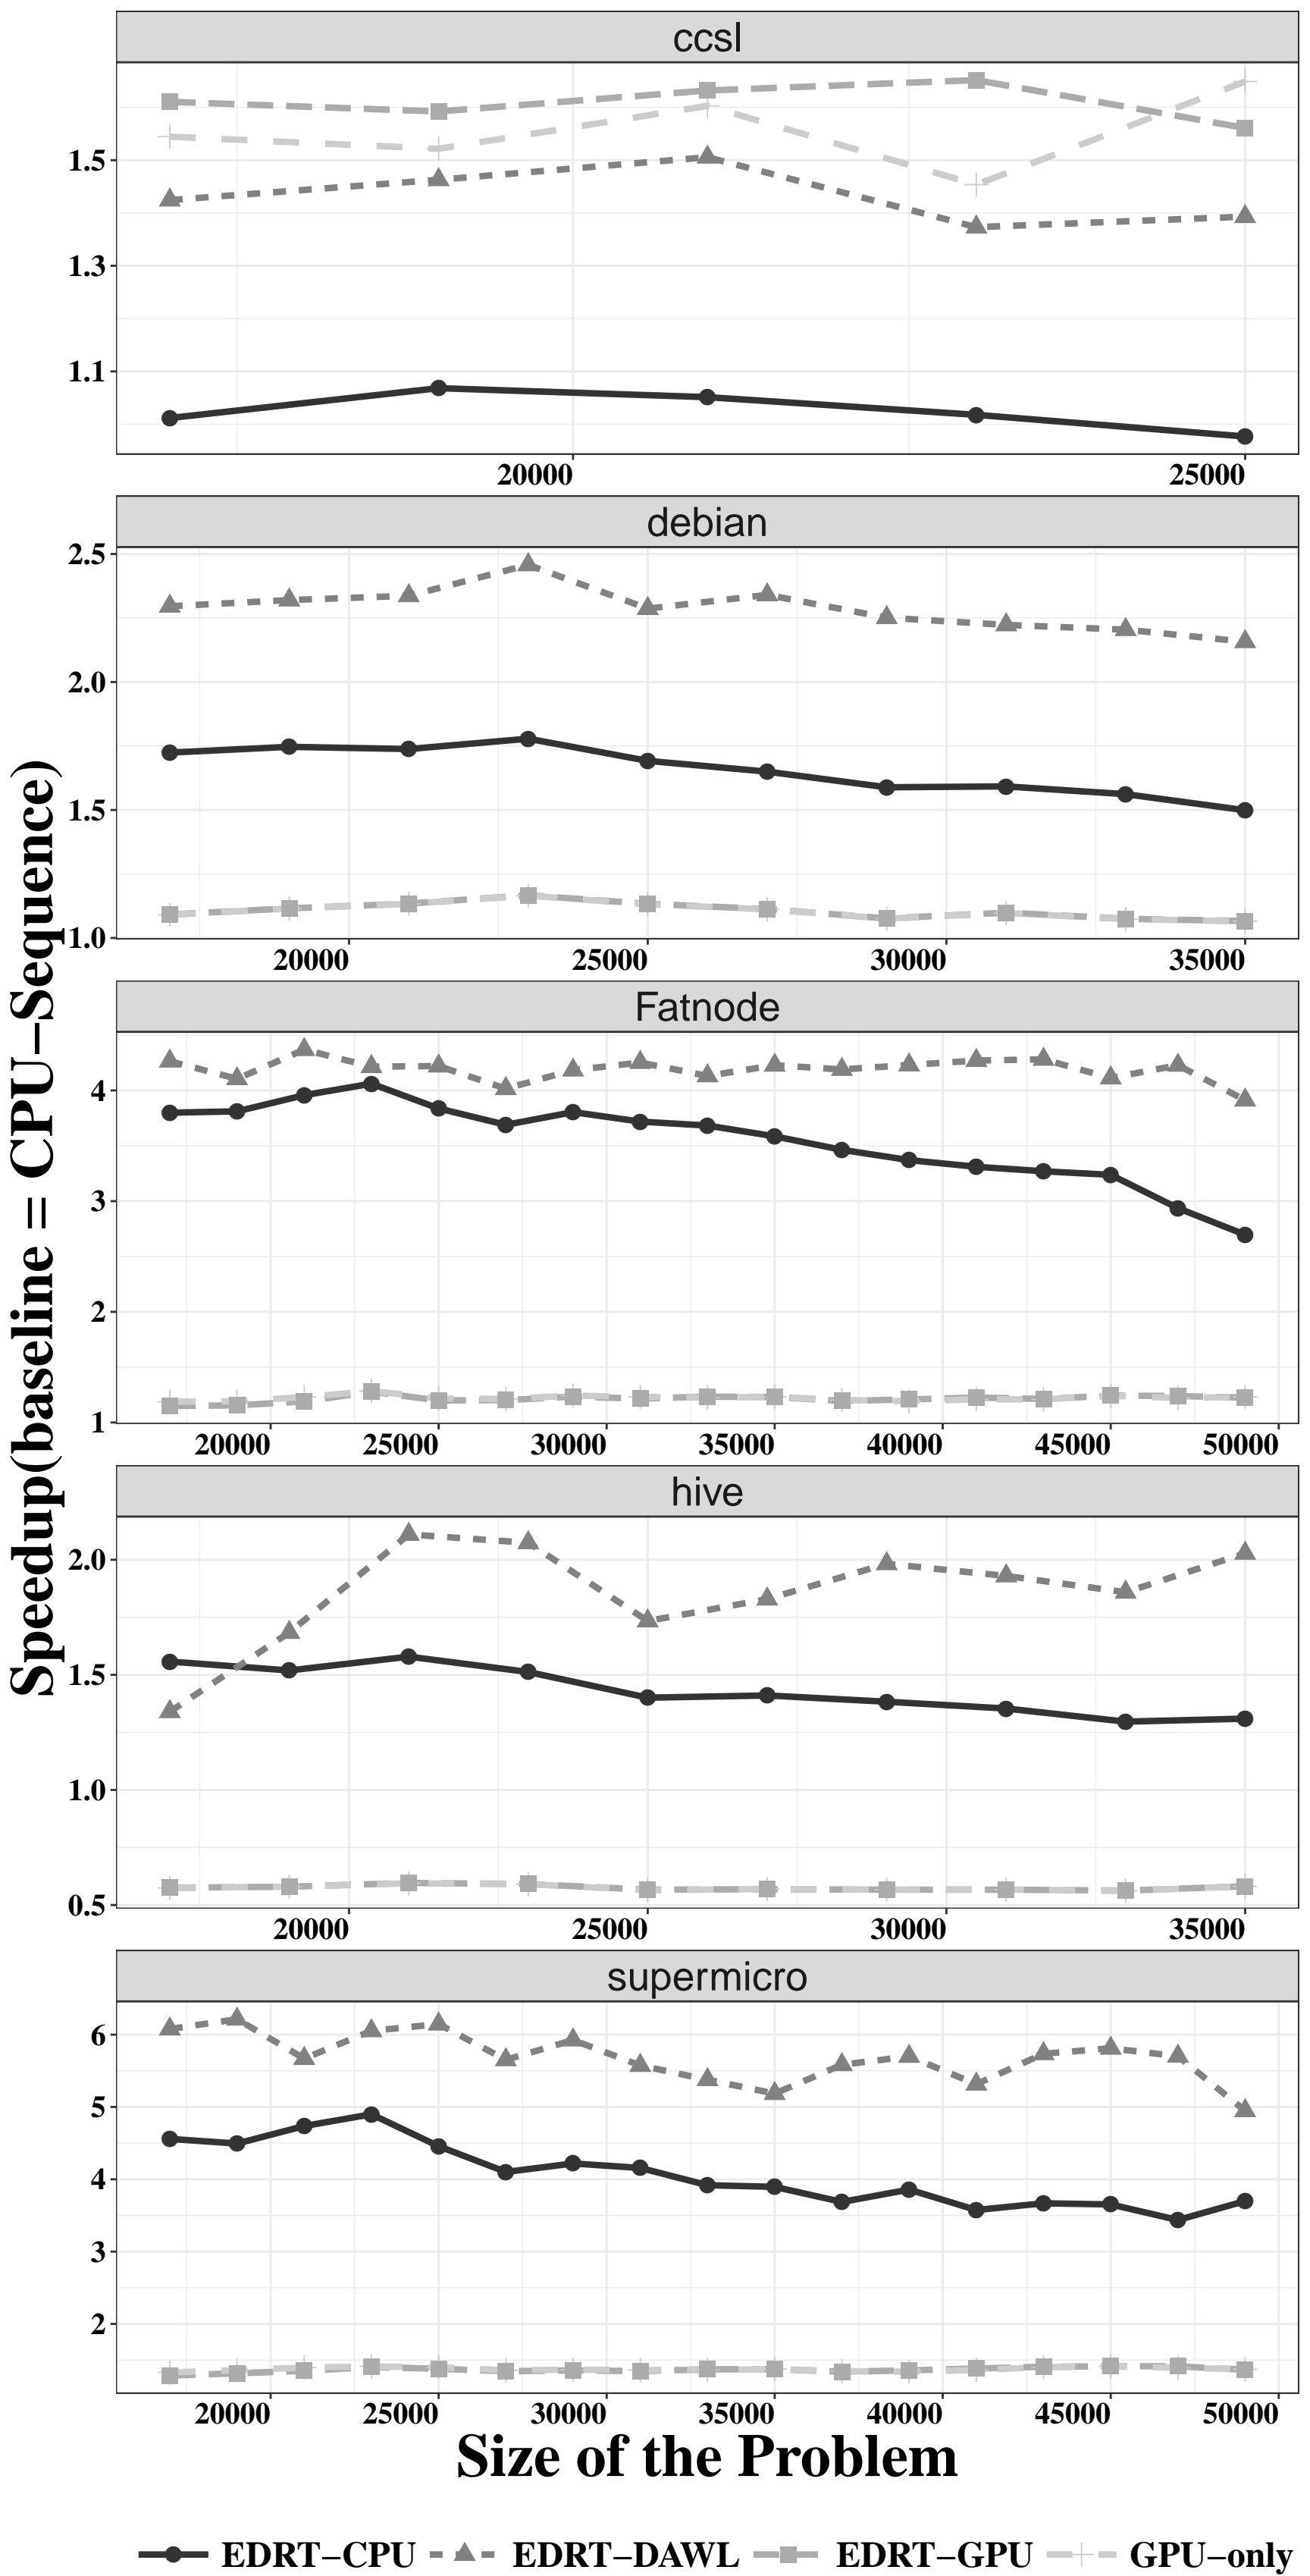 ccsl
1.5
1.3
1.1
20000 25000
debian
2.5
2.0
1.5
1.0
20000 25000 30000 35000
Fatnode
4
3
2
1
20000 25000 30000 35000 40000 45000 50000
hive
2.0
1.5
1.0
0.5
20000 25000 30000 35000
supermicro
6
5
4
3
2
20000 25000 30000 35000 40000 45000 50000
Speedup(baseline = CPU−Sequence)
Size of the Problem
EDRT−CPU EDRT−DAWL EDRT−GPU GPU−only